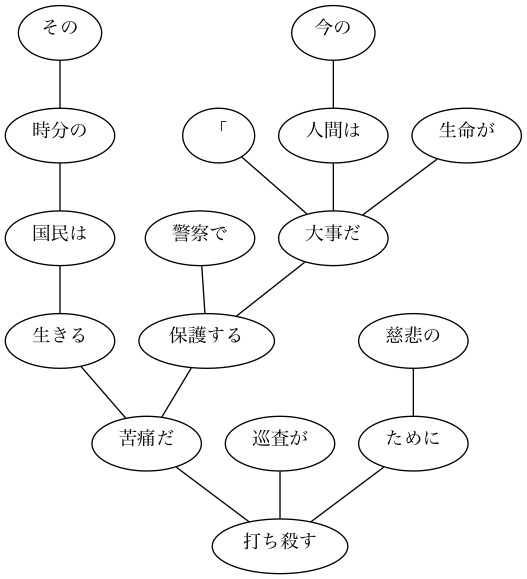 その
今の
時分の
「
人間は
生命が
国民は
警察で
大事だ
生きる
保護する
慈悲の
苦痛だ
巡査が
ために
打ち殺す